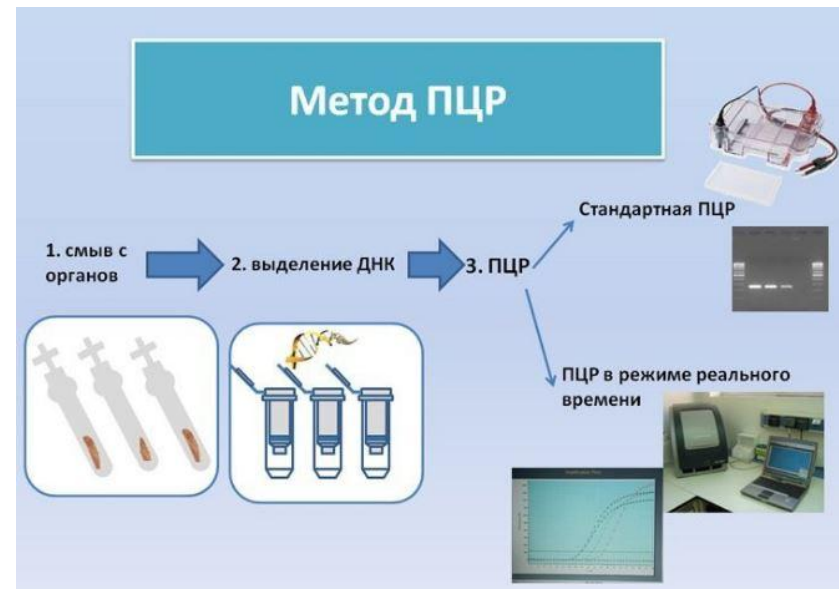 Метод ПЦР
1. смыв с
органов
2. выделение ДНК
3. ПЦР
Стандартная ПЦР
ПЦР в режиме реального
времени